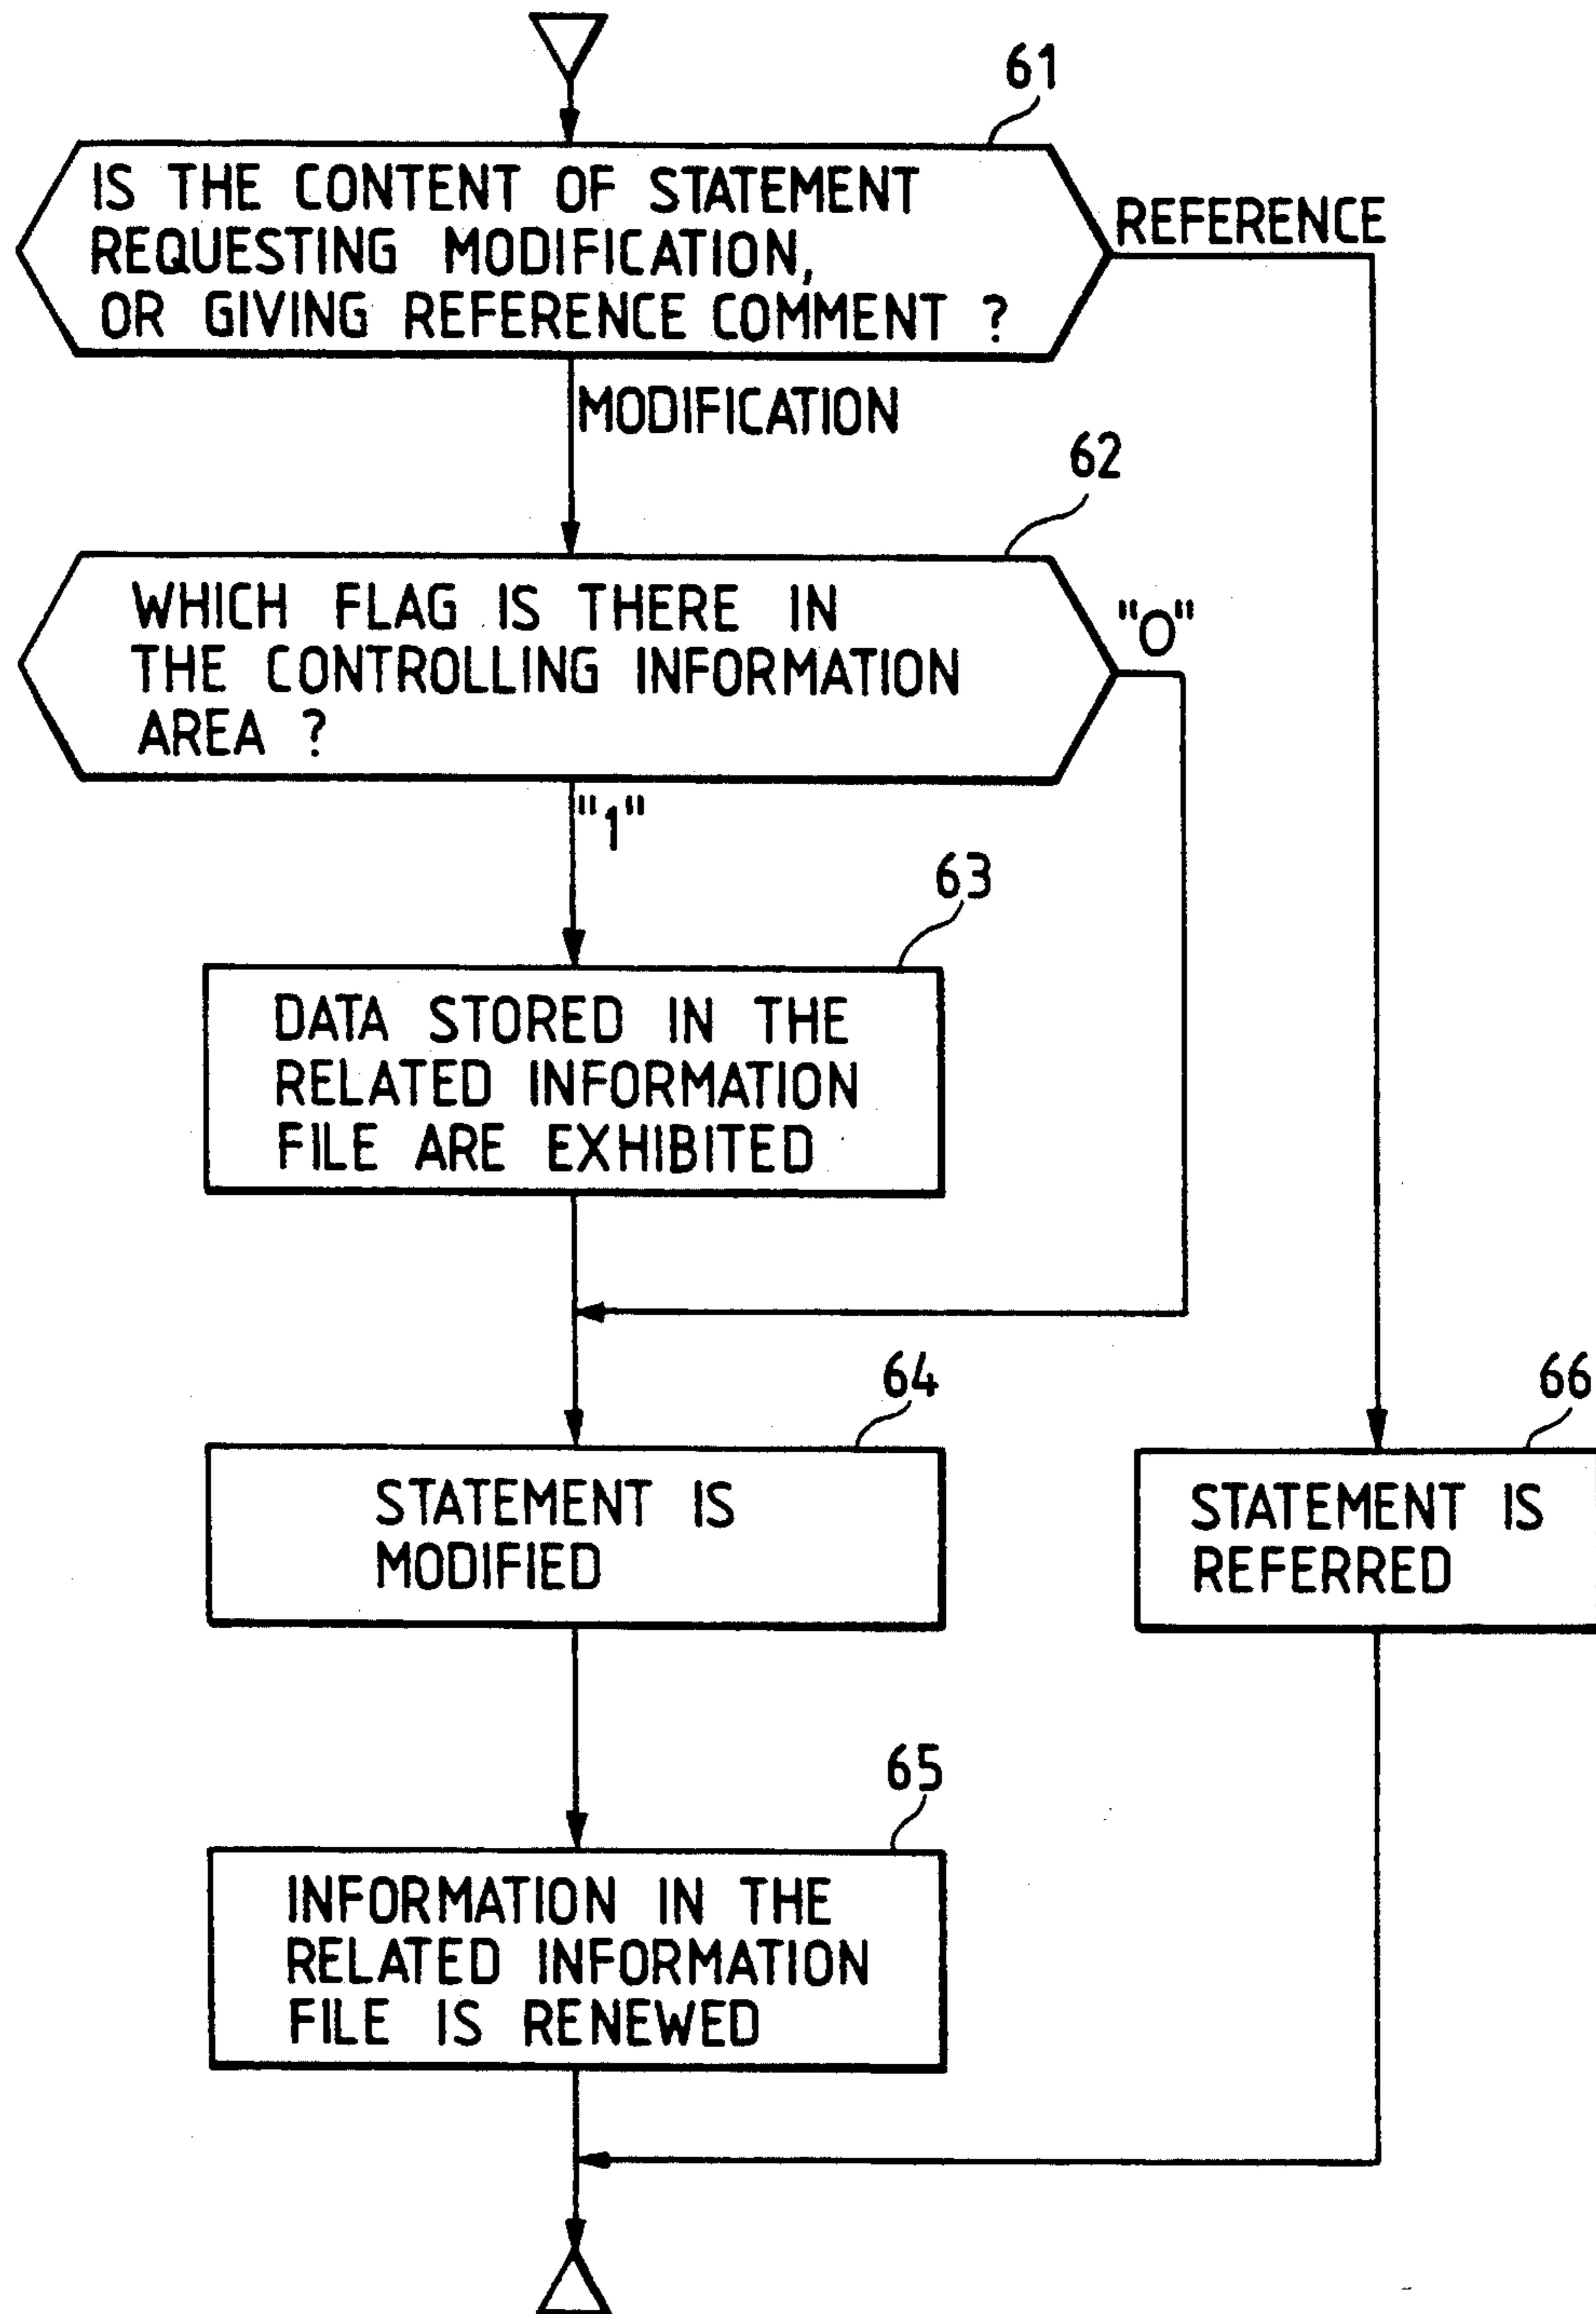 61
IS THE CONTENT OF STATEMENT
REQUESTING MODIFICATION,
OR GIVING REFERENCE COMMENT ?
REFERENCE
MODIFICATION
62
WHICH FLAG IS THERE IN
THE CONTROLLING INFORMATION
AREA ?
"0"
"1"
63
DATA STORED IN THE
RELATED INFORMATION
FILE ARE EXHIBITED
64
STATEMENT IS
MODIFIED
66
STATEMENT IS
REFERRED
65
INFORMATION IN THE
RELATED INFORMATION
FILE IS RENEWED